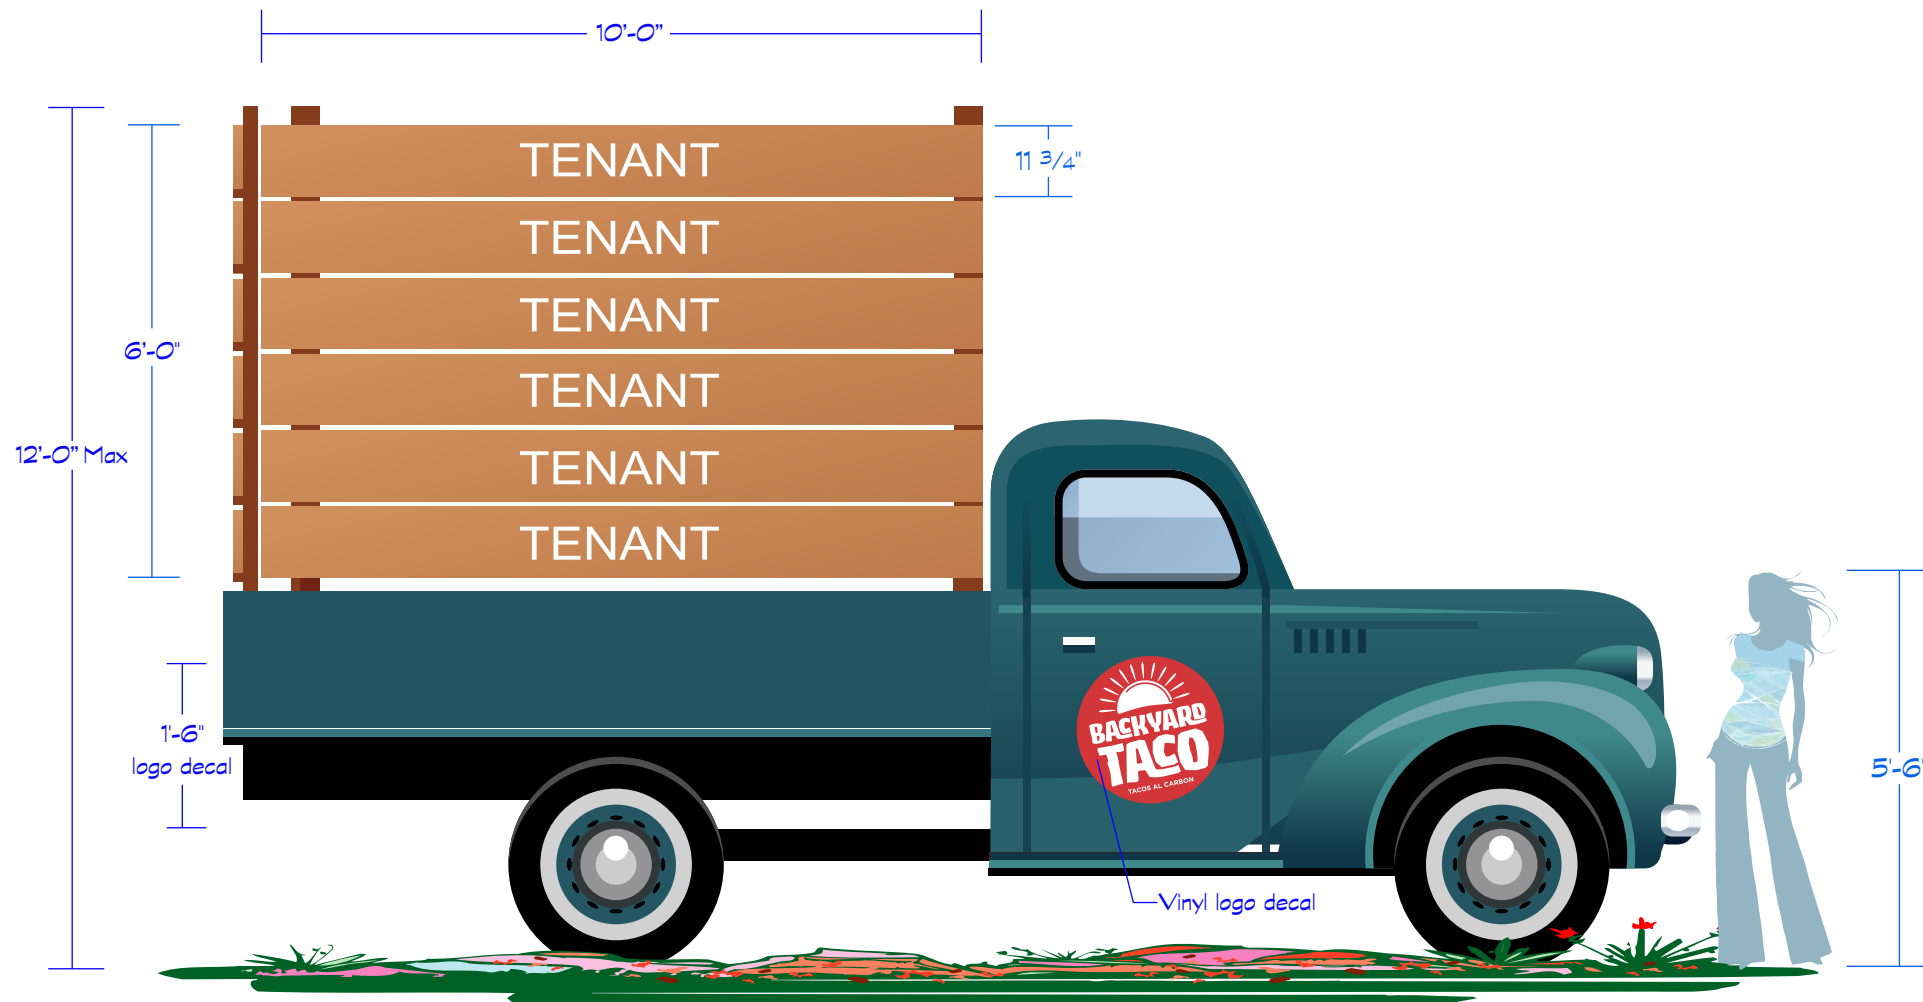 10'-0"
TENANT
11 3/4"
TENANT
TENANT
6'-0"
TENANT
12'-0" Max
TENANT
TENANT
1'-6"
logo decal
BACKYARD
TACO
TACOS AL CARBON
5'-6"
Vinyl logo decal